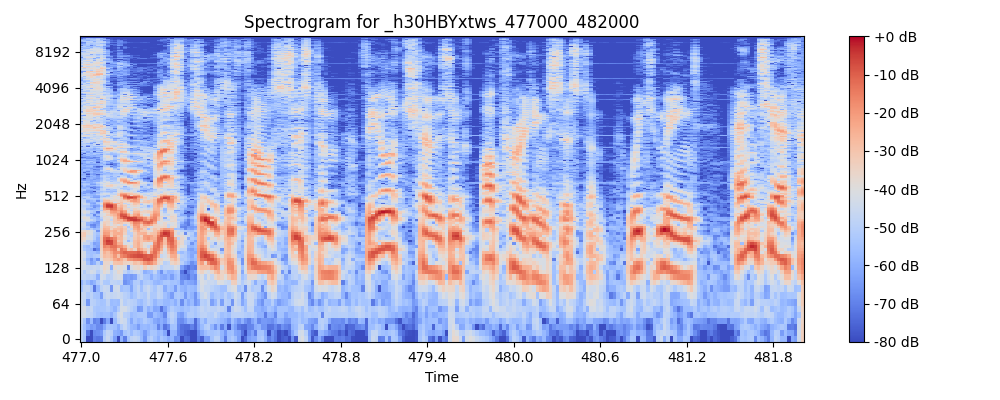 Spectrogram for _h30HBYxtws_477000_482000
Hz
8192
4096
2048
1024
512
256
128
64
0
477.0 477.6 478.2 478.8 479.4 480.0 480.6 481.2 481.8
Time
+0 dB
-10 dB
-20 dB
-30 dB
-40 dB
-50 dB
-60 dB
-70 dB
-80 dB